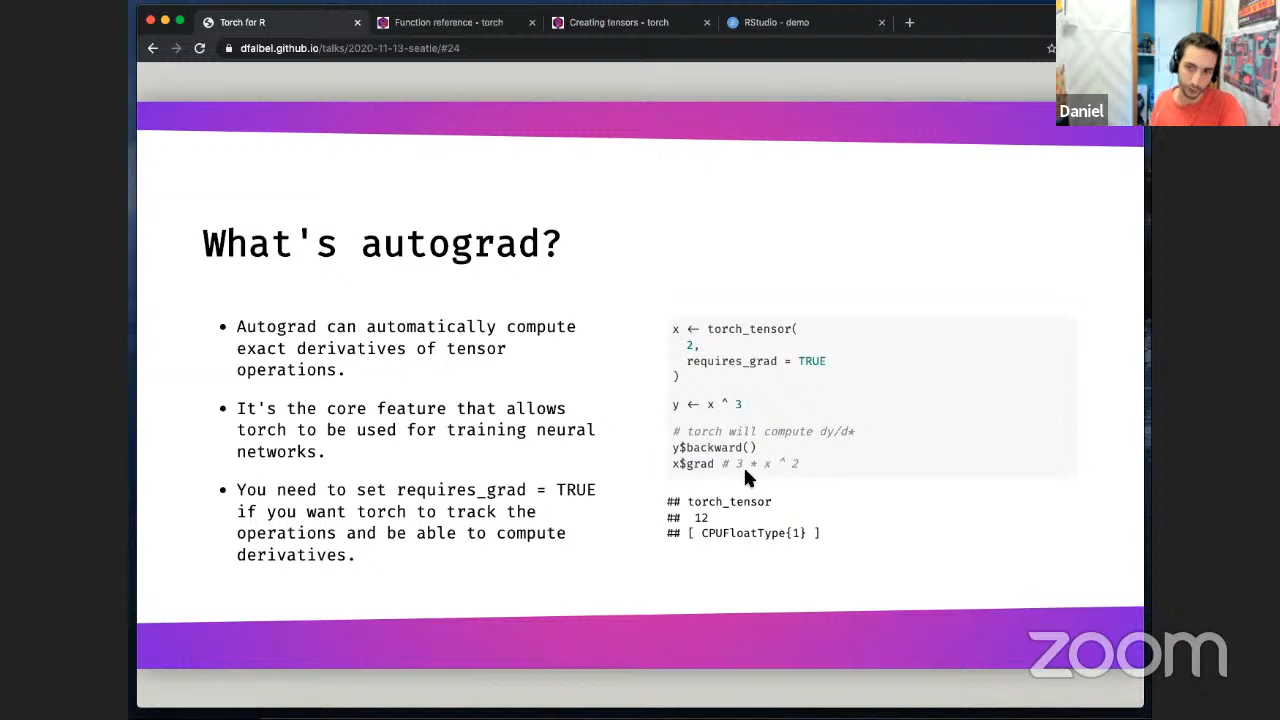 Torch for R
Function reference · torch
Creating tensors · torch
RStudio - demo
dfalbel.github.io/talks/2020-11-13-seatle/#24
Daniel
What's autograd?
• Autograd can automatically compute
exact derivatives of tensor
operations.
• It's the core feature that allows
torch to be used for training neural
networks.
• You need to set requires_grad = TRUE
if you want torch to track the
operations and be able to compute
derivatives.
x <- torch_tensor(
2,
requires_grad = TRUE
)
y <- x ^ 3
# torch will compute dy/d*
y$backward()
x$grad # 3 * x ^ 2
## torch_tensor
## 12
## [ CPUFloatType{1} ]
zoom